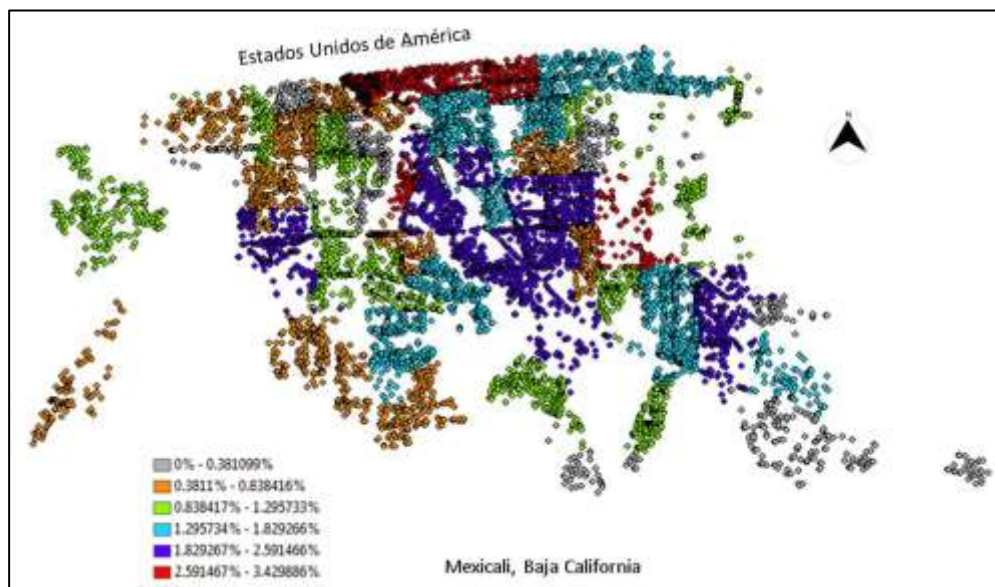 Estados Unidos de América
N
0% - 0.381099%
0.3811% - 0.838416%
0.838417% - 1.295733%
1.295734% - 1.829266%
1.829267% - 2.591466%
2.591467% - 3.429886%
Mexicali, Baja California